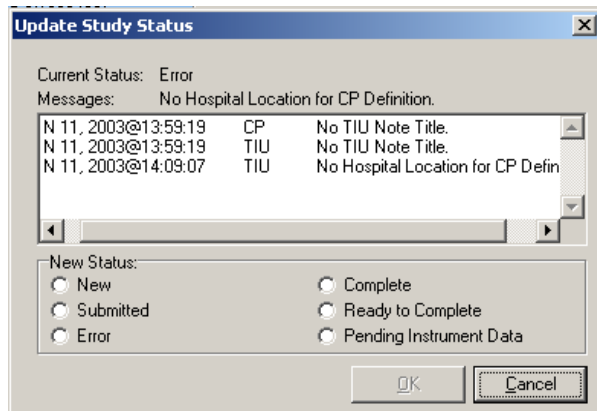 Update Study Status
Current Status: Error
Messages: No Hospital Location for CP Definition.
N 11, 2003@13:59:19 CP No TIU Note Title.
N 11, 2003@13:59:19 TIU No TIU Note Title.
N 11, 2003@14:09:07 TIU No Hospital Location for CP Defin
New Status:
New
Complete
Submitted
Ready to Complete
Error
Pending Instrument Data
OK
Cancel